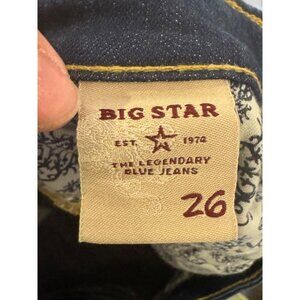 BIG STAR
EST. 1974
THE LEGENDARY
BLUE JEANS
26